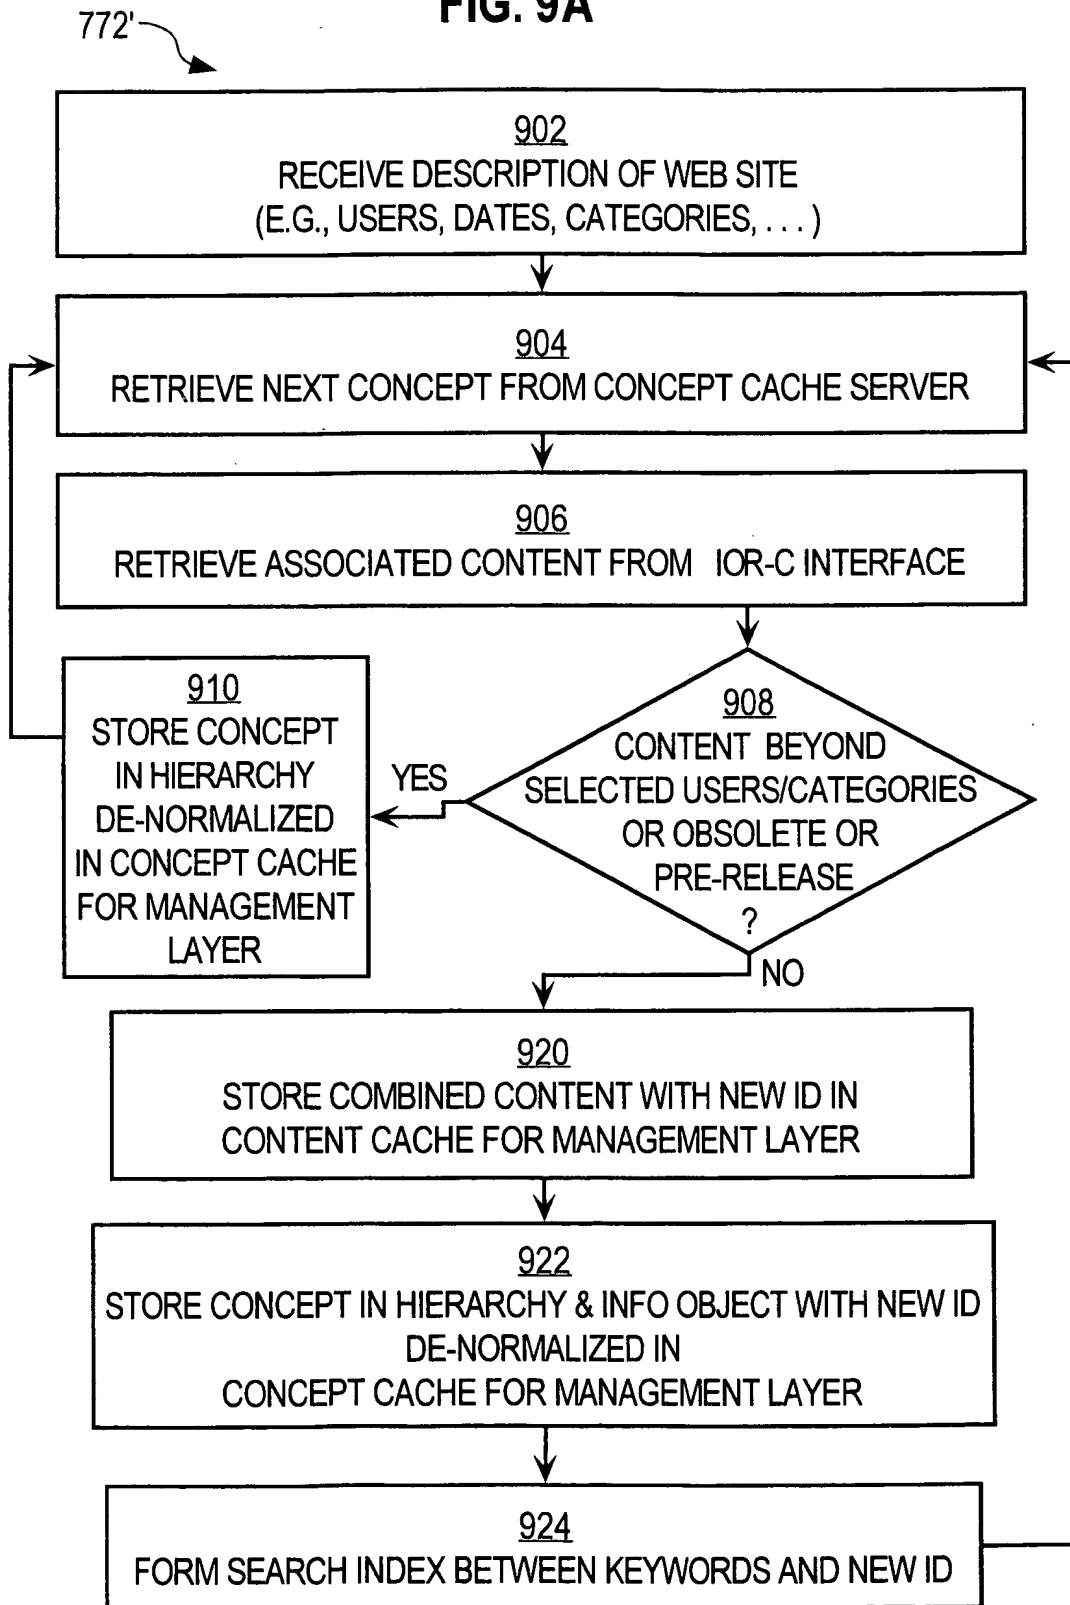 FIG. 9A
772'
902
RECEIVE DESCRIPTION OF WEB SITE
(E.G., USERS, DATES, CATEGORIES, . . . )
904
RETRIEVE NEXT CONCEPT FROM CONCEPT CACHE SERVER
906
RETRIEVE ASSOCIATED CONTENT FROM IOR-C INTERFACE
908
CONTENT BEYOND
SELECTED USERS/CATEGORIES
OR OBSOLETE OR
PRE-RELEASE
?
YES
910
STORE CONCEPT
IN HIERARCHY
DE-NORMALIZED
IN CONCEPT CACHE
FOR MANAGEMENT
LAYER
NO
920
STORE COMBINED CONTENT WITH NEW ID IN
CONTENT CACHE FOR MANAGEMENT LAYER
922
STORE CONCEPT IN HIERARCHY & INFO OBJECT WITH NEW ID
DE-NORMALIZED IN
CONCEPT CACHE FOR MANAGEMENT LAYER
924
FORM SEARCH INDEX BETWEEN KEYWORDS AND NEW ID